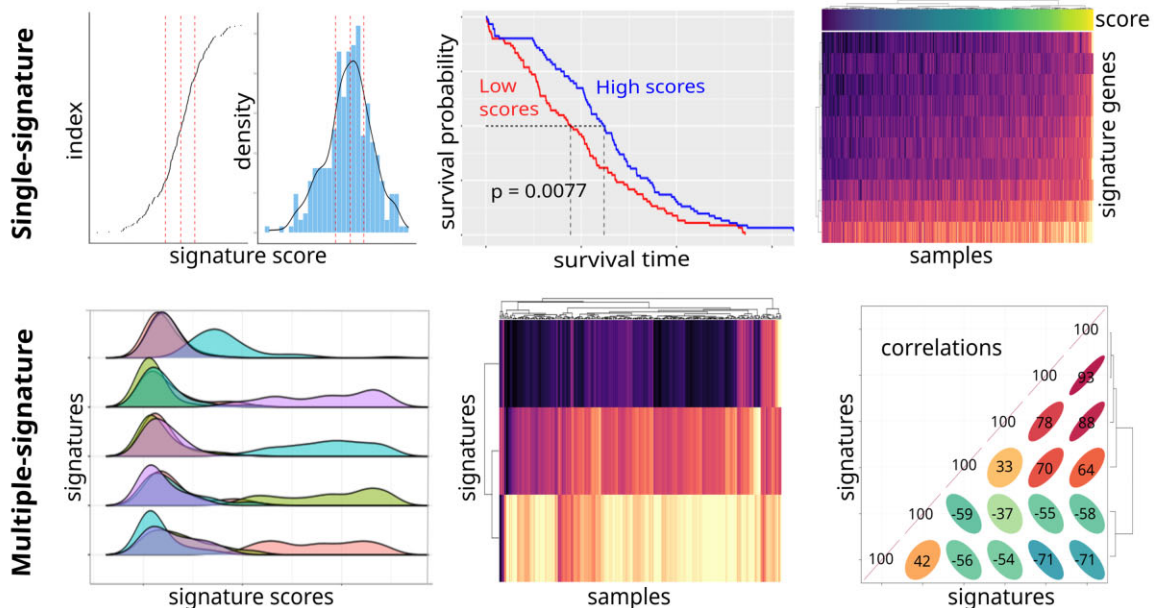 Single-signature
index
signature score
density
survival probability
Low
scores
High scores
p = 0.0077
survival time
score
signature genes
samples
Multiple-signature
signatures
signature scores
signatures
samples
correlations
signatures
100
100 93
100 78 88
100 33 70 64
100 -59 -37 -55 -58
100 42 -56 -54 -71 -71
signatures